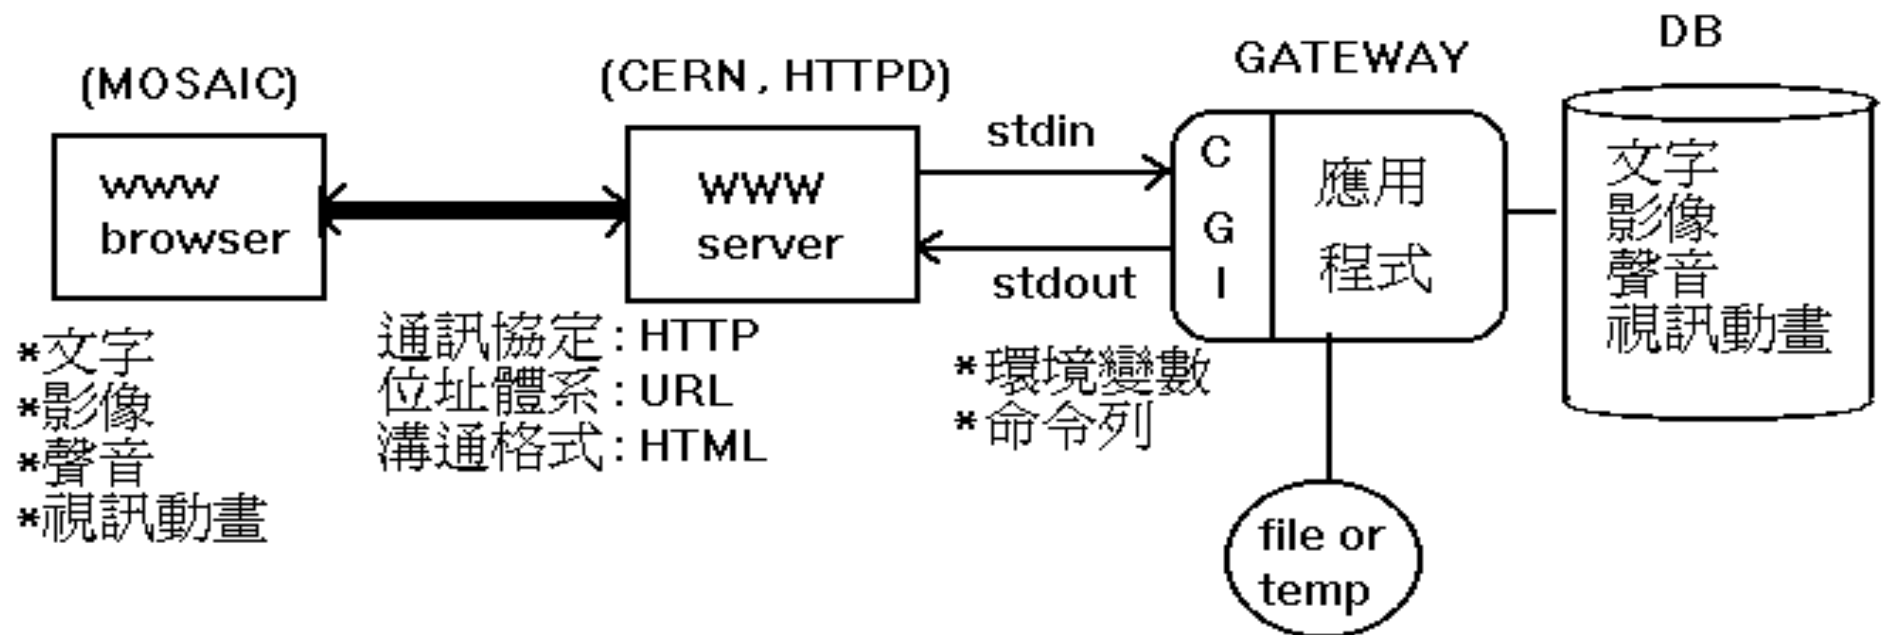 (MOSAIC)
www
browser
*文字
*影像
*聲音
*視訊動畫
(CERN, HTTPD)
WWW
server
通訊協定: HTTP
位址體系: URL
溝通格式: HTML
stdin
stdout
*環境變數
*命令列
GATEWAY
C
G
I
應用
程式
file or
temp
DB
文字
影像
聲音
視訊動畫